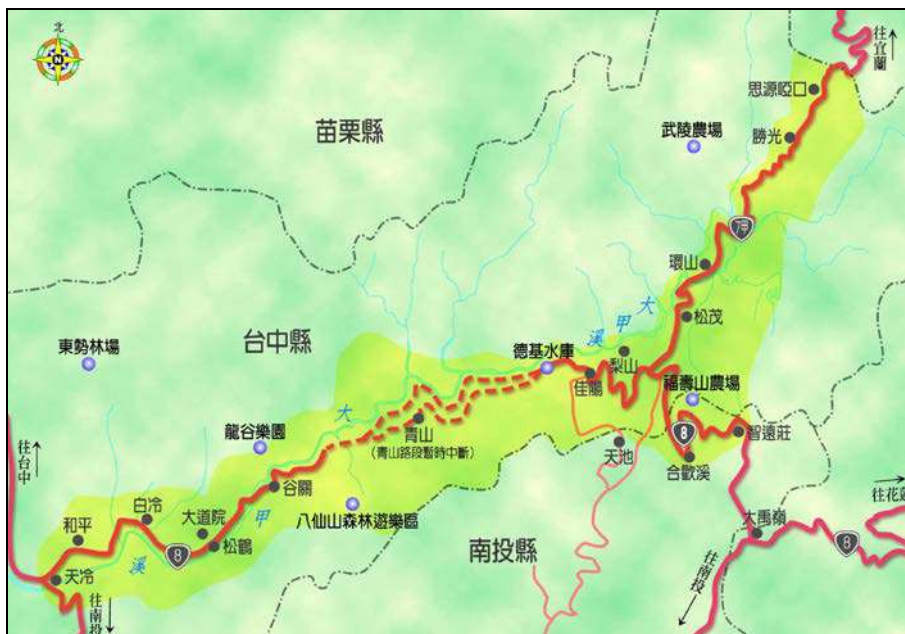 北
N
往宜蘭
思源啞口
苗栗縣
武陵農場
勝光
7甲
環山
松茂
大
甲
溪
台中縣
東勢林場
德基水庫
梨山
佳陽
福壽山農場
大
青山
(青山路段暫時中斷)
龍谷樂園
8
智遠莊
天池
合歡溪
往台中
谷關
往花蓮
白冷
八仙山森林遊樂區
甲
和平
大道院
松鶴
大禹嶺
8
南投縣
8
溪
天冷
往南投
往南投